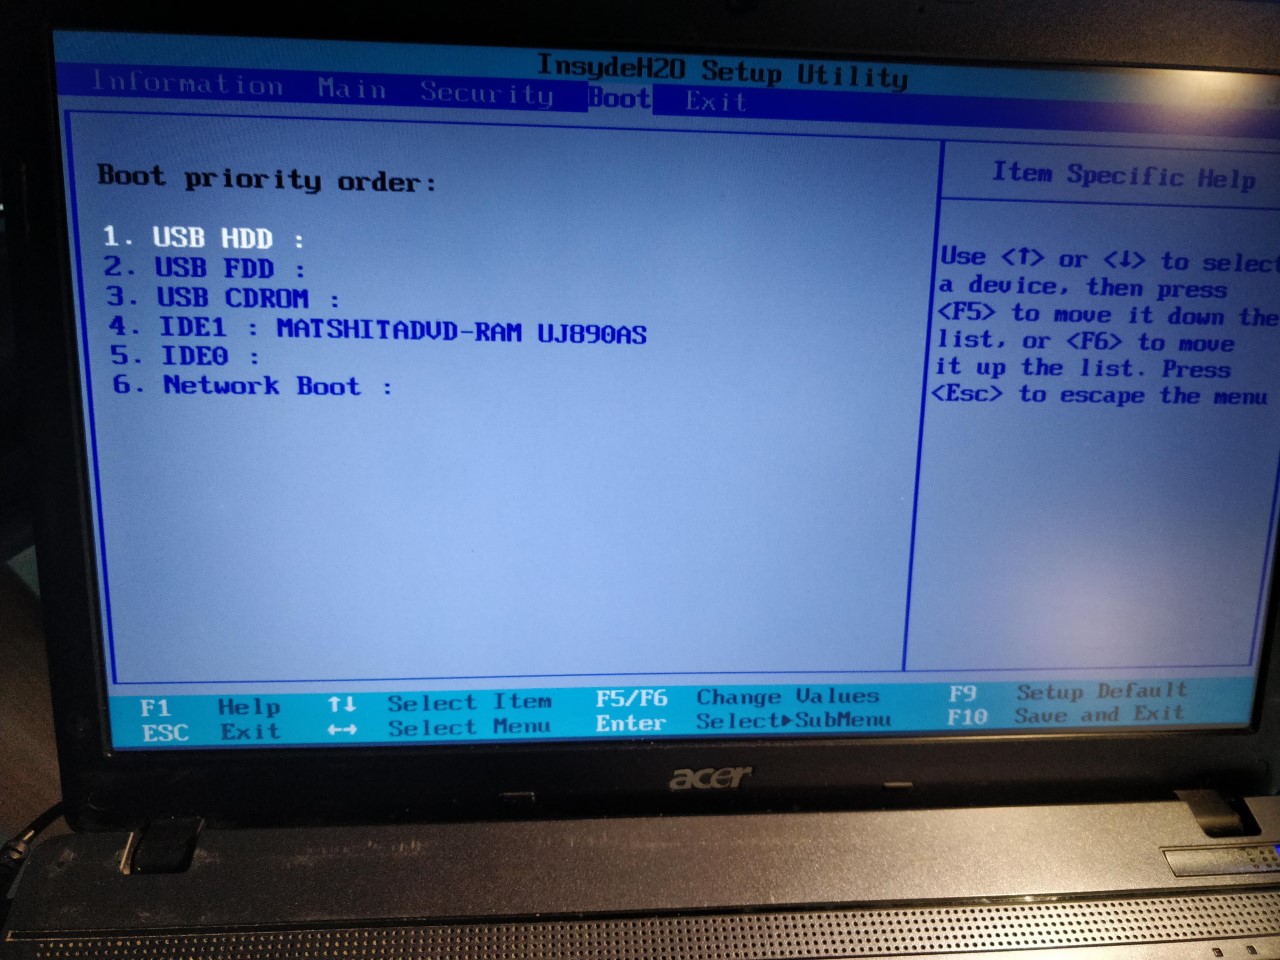 InsydeH2O Setup Utility
Information Main Security Boot Exit
Boot priority order:
1. USB HDD :
2. USB FDD :
3. USB CDROM :
4. IDE1 : MATSHITADVD-RAM UJ890AS
5. IDE0 :
6. Network Boot :
Item Specific Help
Use <↑> or <↓> to select
a device, then press
<F5> to move it down the
list, or <F6> to move
it up the list. Press
<Esc> to escape the menu
F1 Help ↑↓ Select Item F5/F6 Change Values F9 Setup Default
ESC Exit ←→ Select Menu Enter Select▶SubMenu F10 Save and Exit
acer